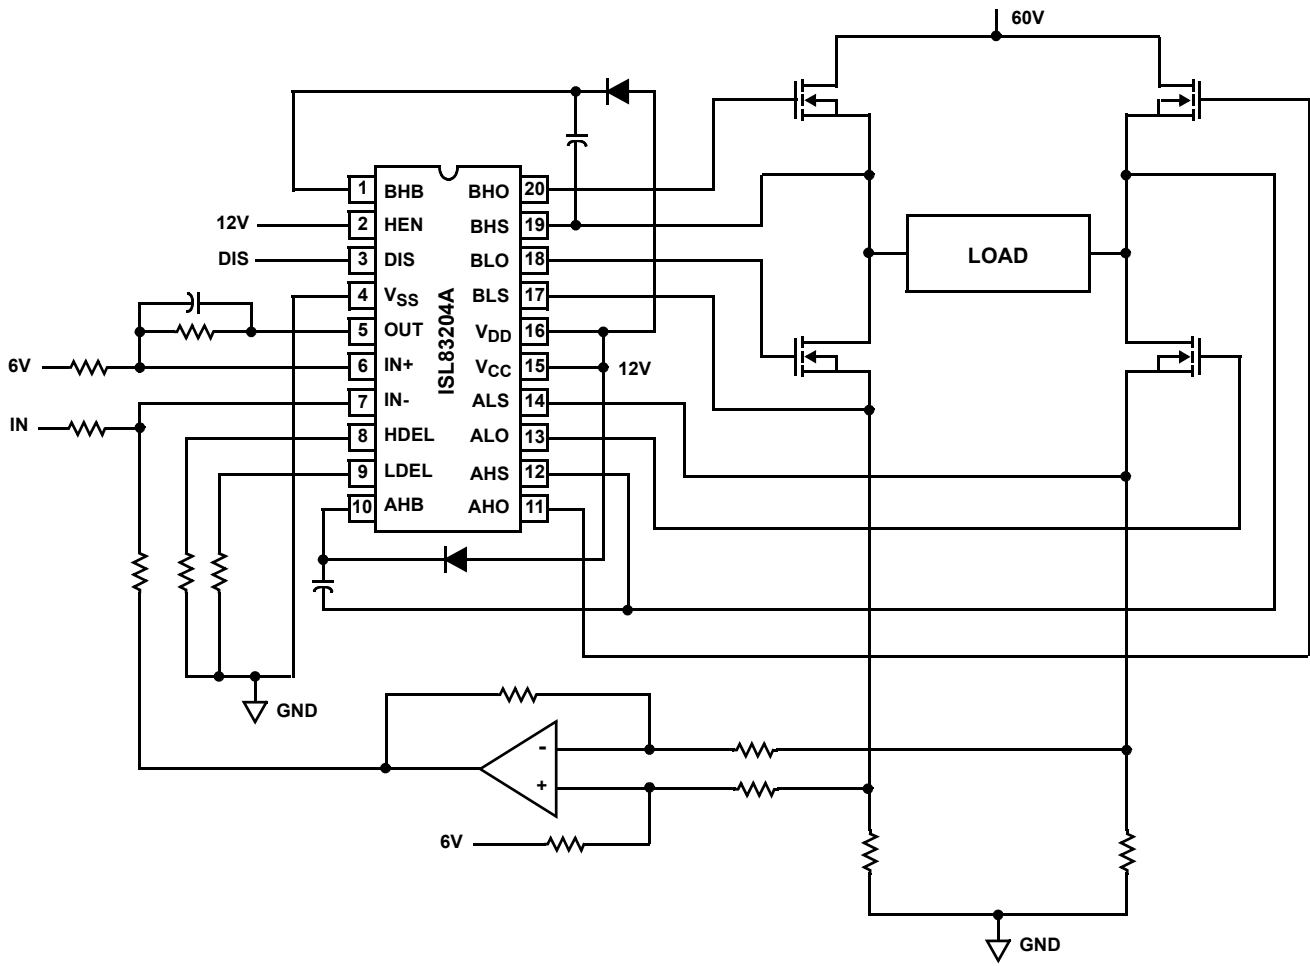 60V
1 BHB BHO 20
12V 2 HEN BHS 19
DIS 3 DIS BLO 18
4 VSS BLS 17
5 OUT VDD 16
6V 6 IN+ VCC 15 12V
7 IN- ALS 14
IN
8 HDEL ALO 13
9 LDEL AHS 12
10 AHB AHO 11
ISL83204A
LOAD
GND
-
+
6V
GND